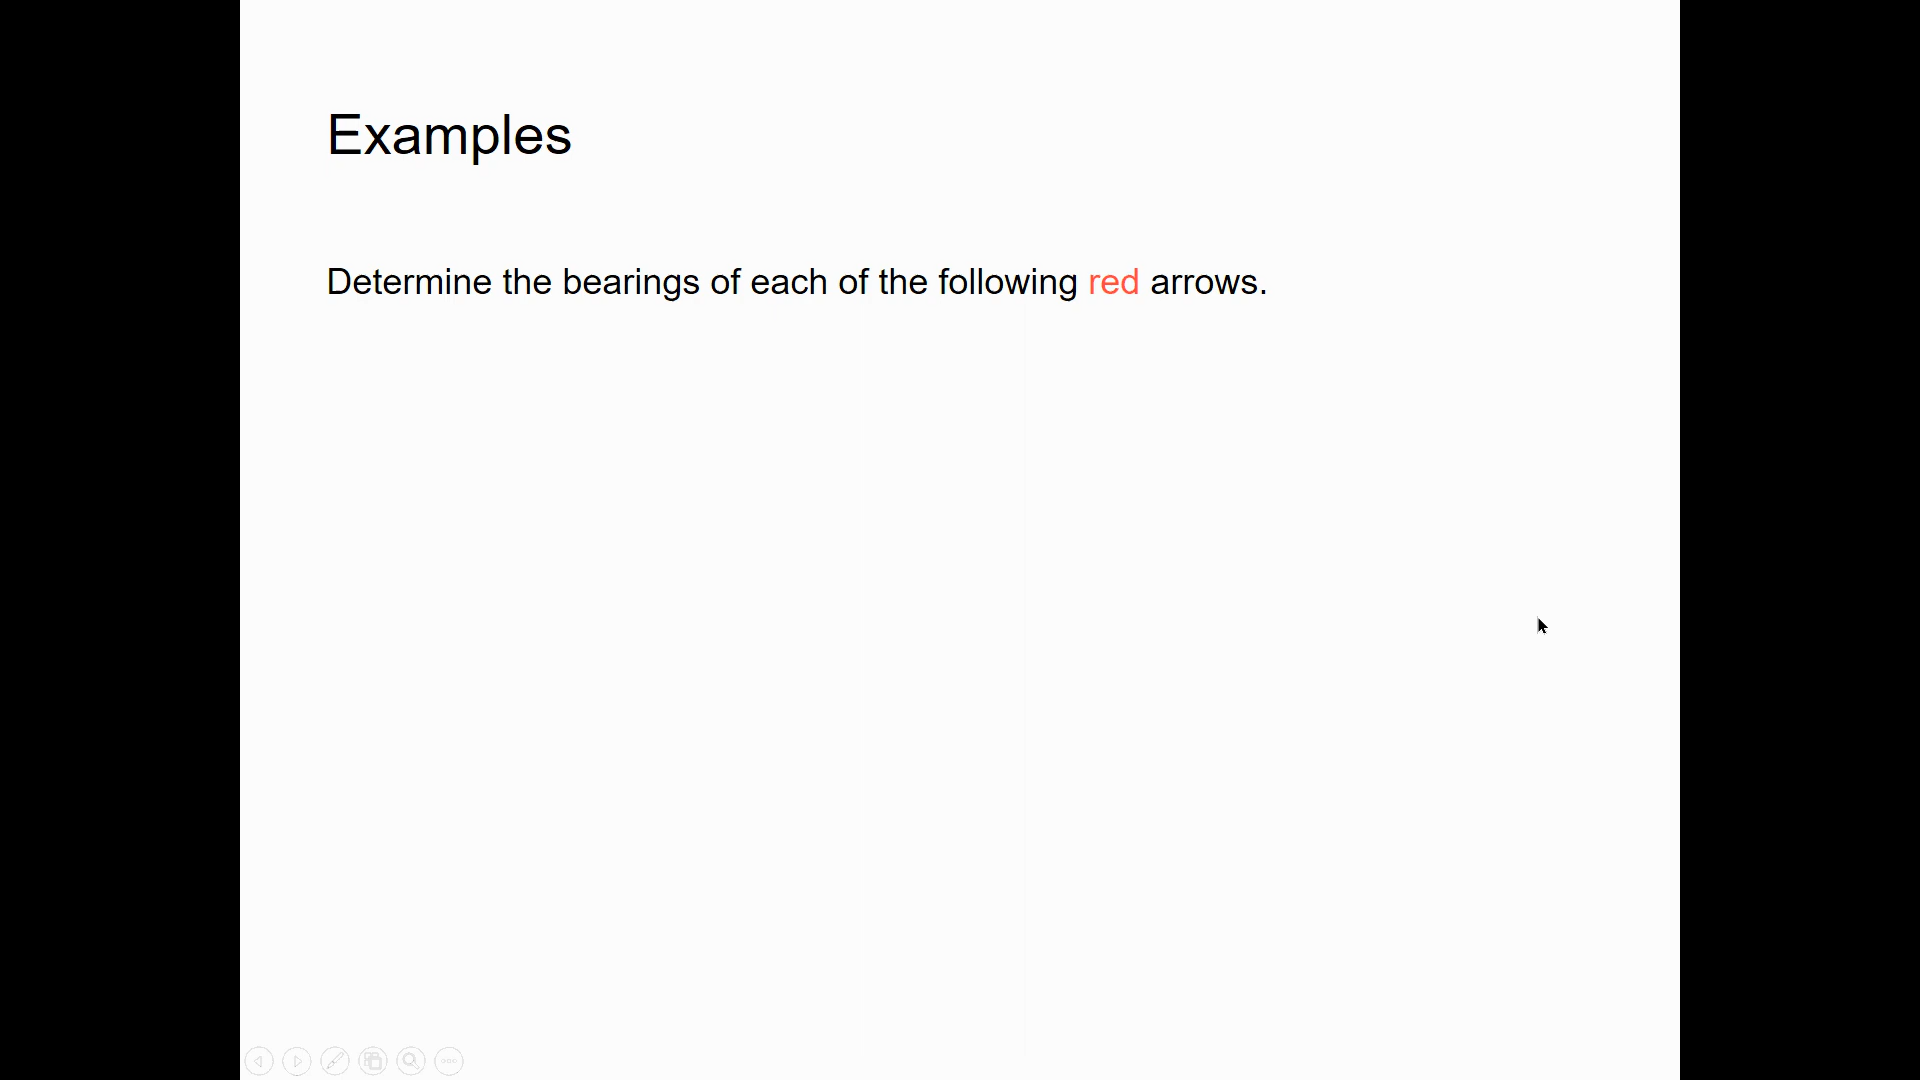 Examples
Determine the bearings of each of the following red arrows.